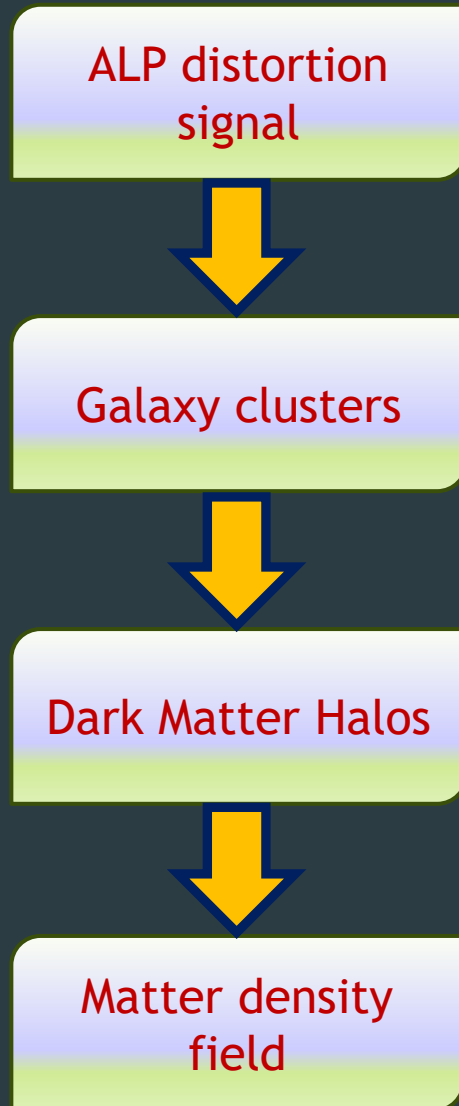 ALP distortion
signal
Galaxy clusters
Dark Matter Halos
Matter density
field